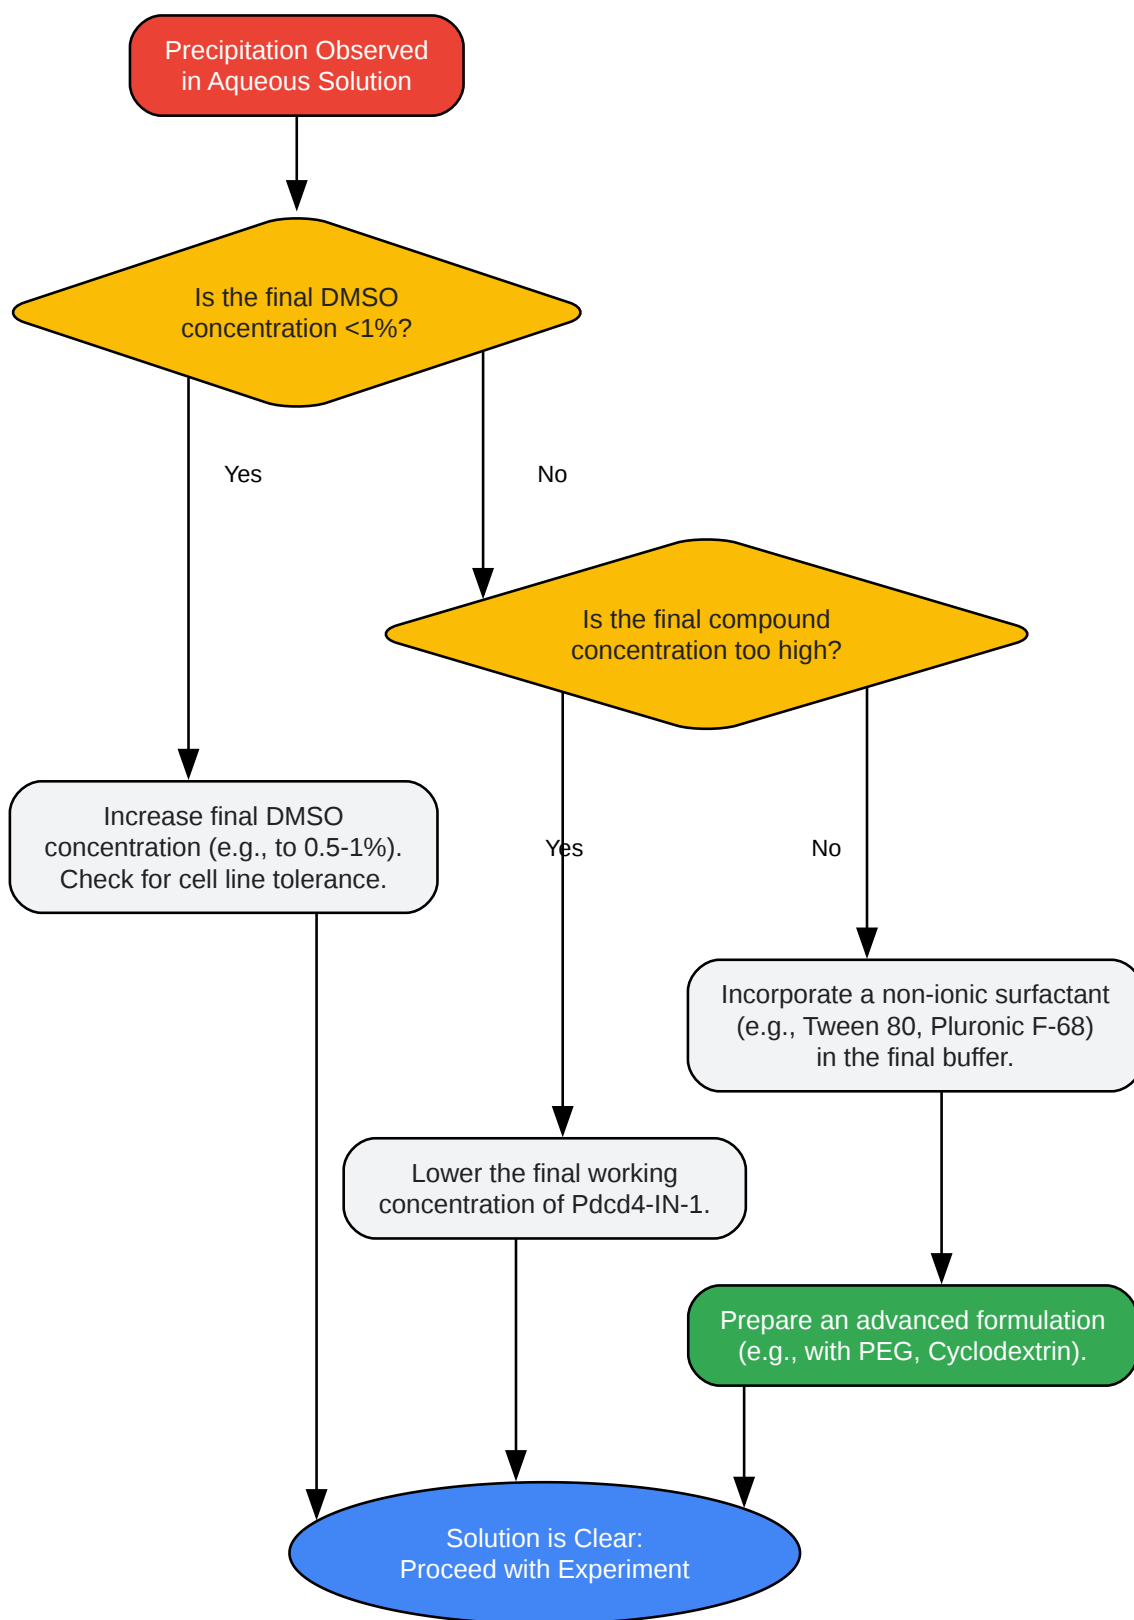 Precipitation Observed
in Aqueous Solution
Is the final DMSO
concentration <1%?
Yes
No
Is the final compound
concentration too high?
Increase final DMSO
concentration (e.g., to 0.5-1%).
Check for cell line tolerance.
Yes
No
Incorporate a non-ionic surfactant
(e.g., Tween 80, Pluronic F-68)
in the final buffer.
Lower the final working
concentration of Pdcd4-IN-1.
Prepare an advanced formulation
(e.g., with PEG, Cyclodextrin).
Solution is Clear:
Proceed with Experiment